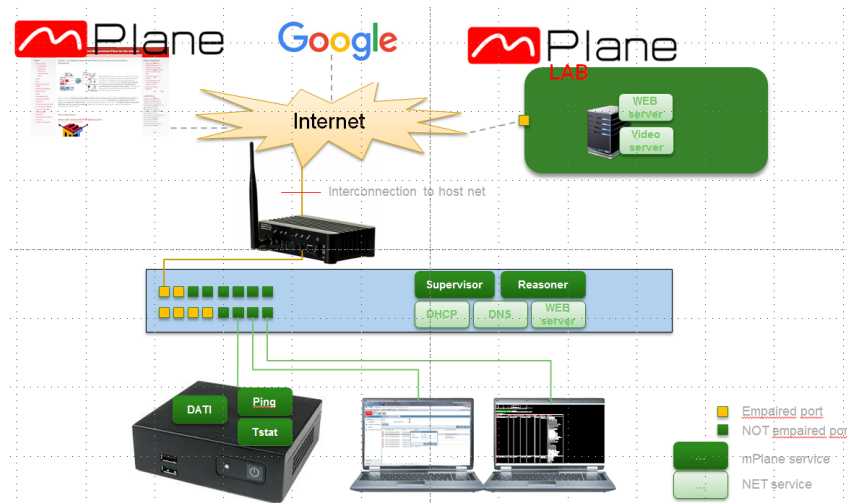 mPlane
Google
mPlane
LAB
WEB
server
Video
server
Internet
Interconnection to host net
Supervisor
Reasoner
DHCP
DNS
WEB
server
DATI
Ping
Tstat
Empaired port
NOT empaired por
...
mPlane service
...
NET service